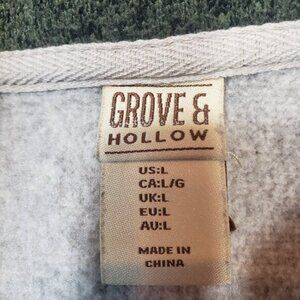 GROVE &
HOLLOW
US:L
CA:L/G
UK:L
EU:L
AU:L
MADE IN
CHINA